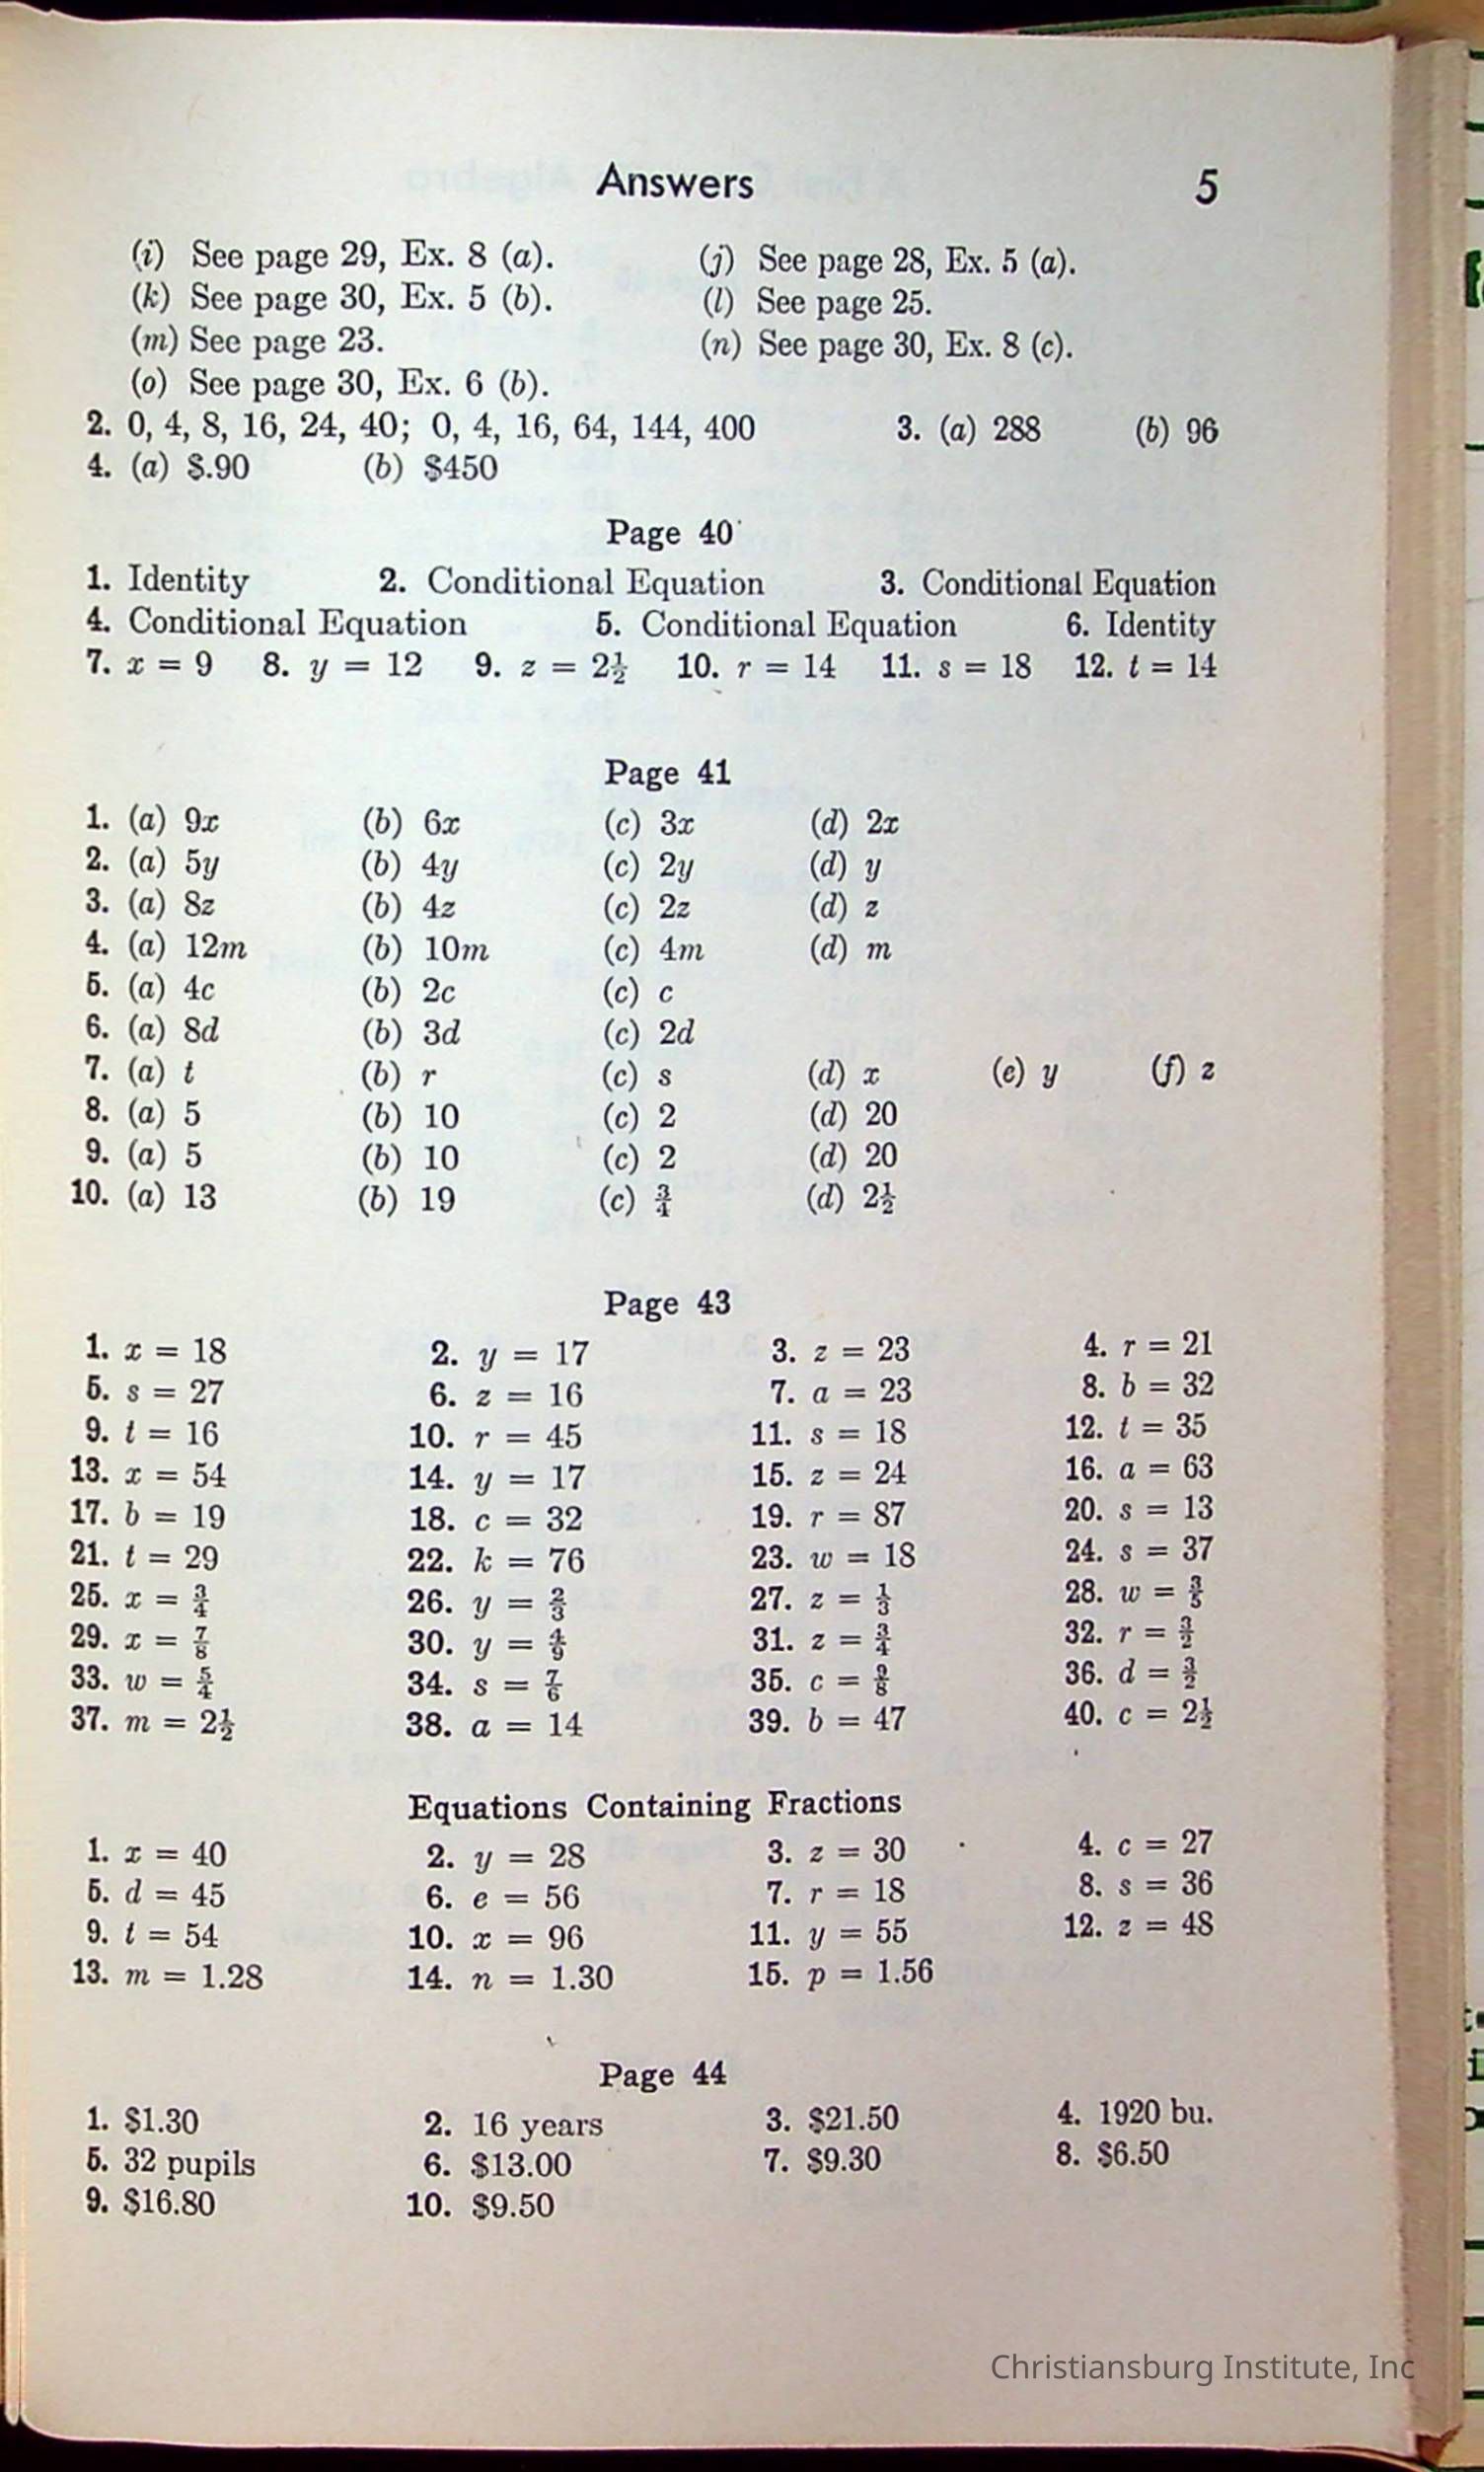 Answers 5
(i) See page 29, Ex. 8 (a). (j) See page 28, Ex. 5 (a).
(k) See page 30, Ex. 5 (b). (l) See page 25.
(m) See page 23. (n) See page 30, Ex. 8 (c).
(o) See page 30, Ex. 6 (b).
2. 0, 4, 8, 16, 24, 40; 0, 4, 16, 64, 144, 400 3. (a) 288 (b) 96
4. (a) $.90 (b) $450
Page 40
1. Identity 2. Conditional Equation 3. Conditional Equation
4. Conditional Equation 5. Conditional Equation 6. Identity
7. x = 9 8. y = 12 9. z = 2½ 10. r = 14 11. s = 18 12. t = 14
Page 41
1. (a) 9x (b) 6x (c) 3x (d) 2x
2. (a) 5y (b) 4y (c) 2y (d) y
3. (a) 8z (b) 4z (c) 2z (d) z
4. (a) 12m (b) 10m (c) 4m (d) m
5. (a) 4c (b) 2c (c) c
6. (a) 8d (b) 3d (c) 2d
7. (a) t (b) r (c) s (d) x (e) y (f) z
8. (a) 5 (b) 10 (c) 2 (d) 20
9. (a) 5 (b) 10 (c) 2 (d) 20
10. (a) 13 (b) 19 (c) ¾ (d) 2½
Page 43
1. x = 18 2. y = 17 3. z = 23 4. r = 21
5. s = 27 6. z = 16 7. a = 23 8. b = 32
9. t = 16 10. r = 45 11. s = 18 12. t = 35
13. x = 54 14. y = 17 15. z = 24 16. a = 63
17. b = 19 18. c = 32 19. r = 87 20. s = 13
21. t = 29 22. k = 76 23. w = 18 24. s = 37
25. x = ¾ 26. y = ⅔ 27. z = ⅓ 28. w = ⅗
29. x = ⅞ 30. y = 4/9 31. z = ¾ 32. r = 3/2
33. w = 5/4 34. s = 7/6 35. c = 9/8 36. d = 3/2
37. m = 2½ 38. a = 14 39. b = 47 40. c = 2½
Equations Containing Fractions
1. x = 40 2. y = 28 3. z = 30 4. c = 27
5. d = 45 6. e = 56 7. r = 18 8. s = 36
9. t = 54 10. x = 96 11. y = 55 12. z = 48
13. m = 1.28 14. n = 1.30 15. p = 1.56
Page 44
1. $1.30 2. 16 years 3. $21.50 4. 1920 bu.
5. 32 pupils 6. $13.00 7. $9.30 8. $6.50
9. $16.80 10. $9.50
Christiansburg Institute, Inc